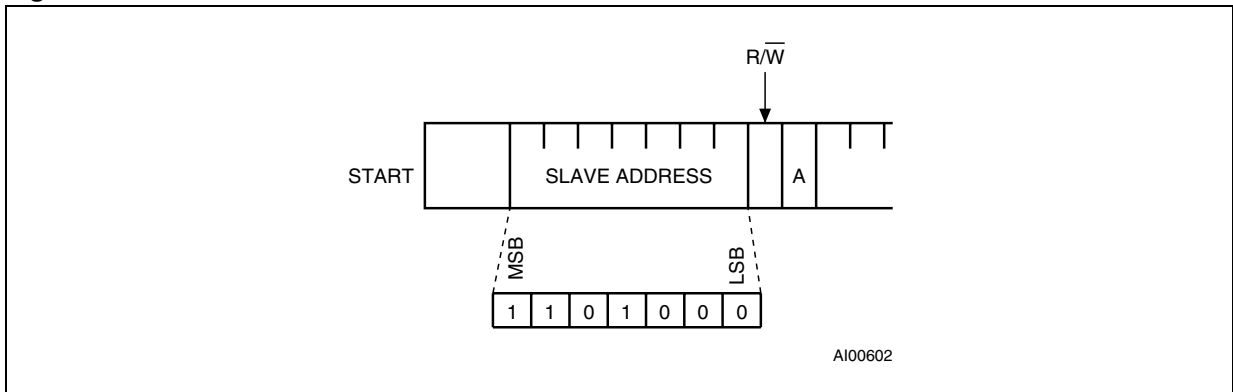 R/W̅
START
SLAVE ADDRESS
A
MSB
LSB
1 1 0 1 0 0 0
AI00602